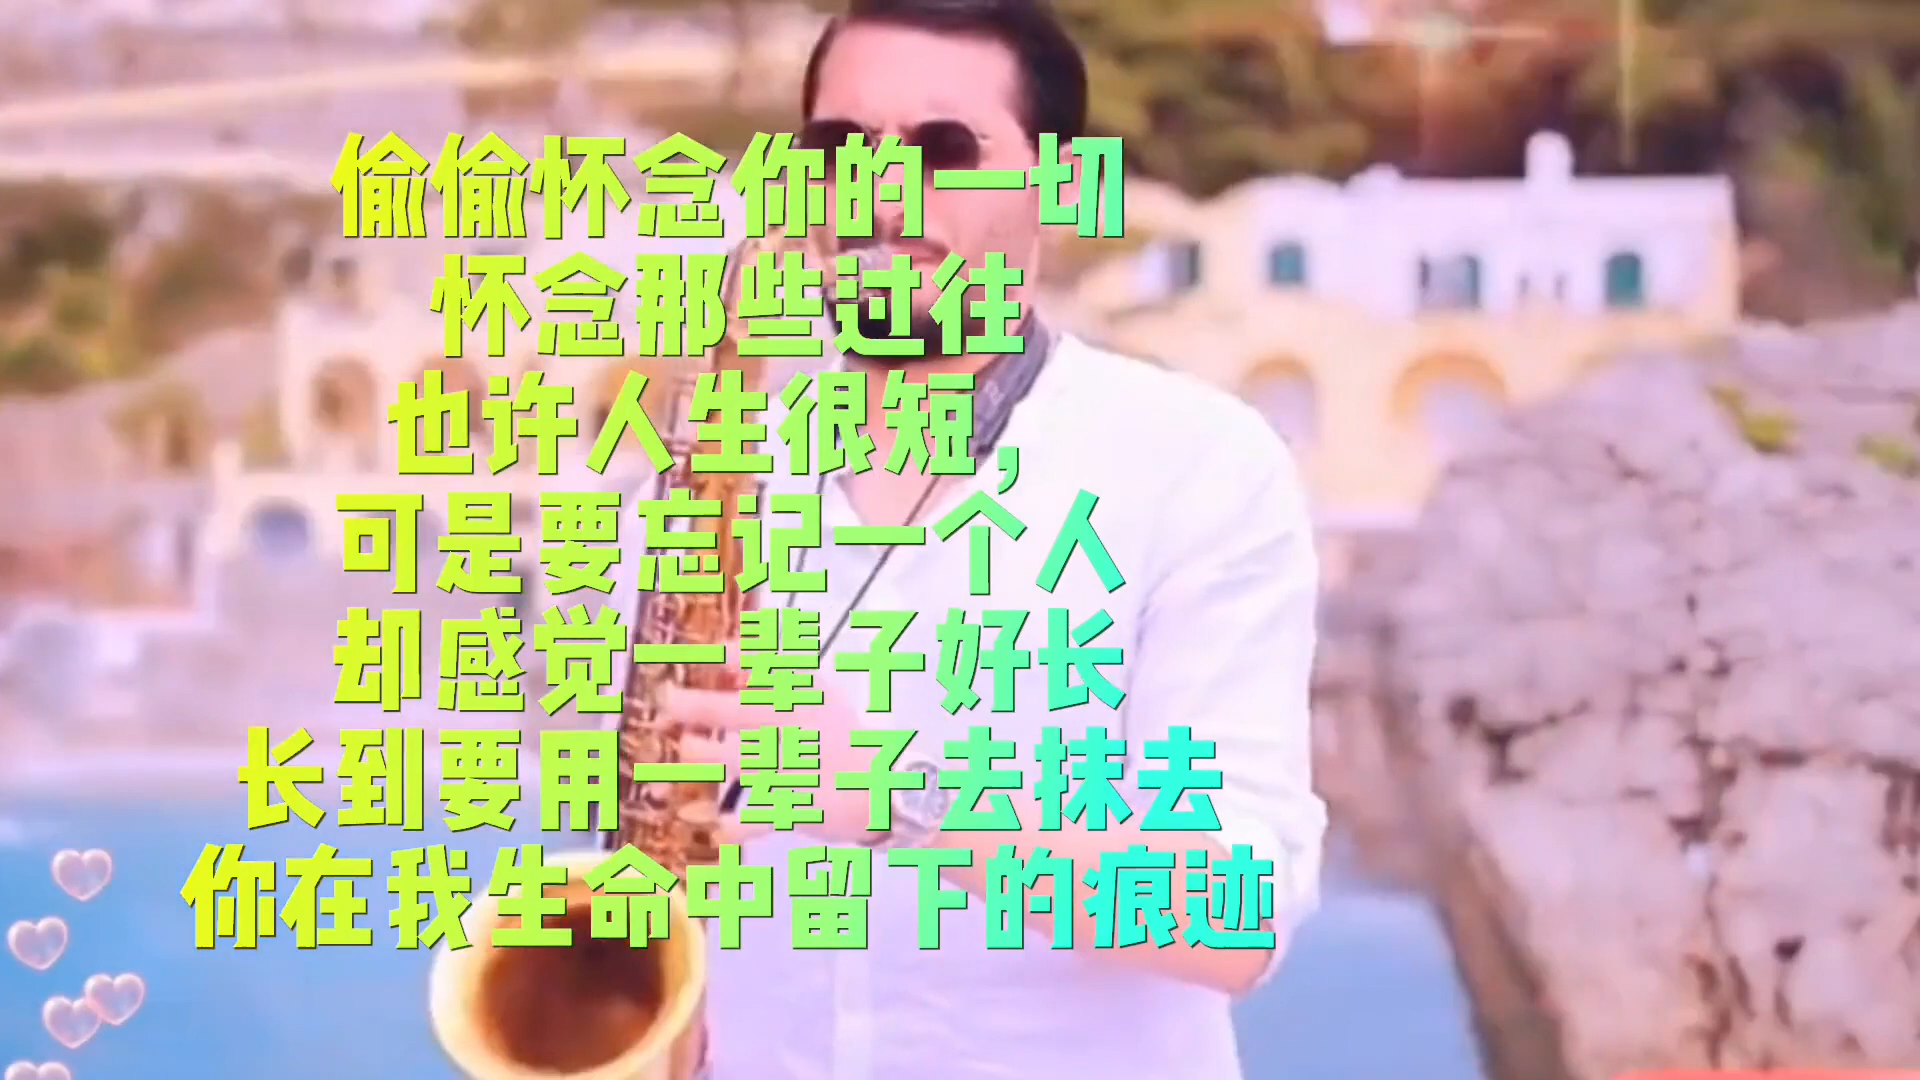 偷偷怀念你的一切
怀念那些过往
也许人生很短，
可是要忘记一个人
却感觉一辈子好长
长到要用一辈子去抹去
你在我生命中留下的痕迹